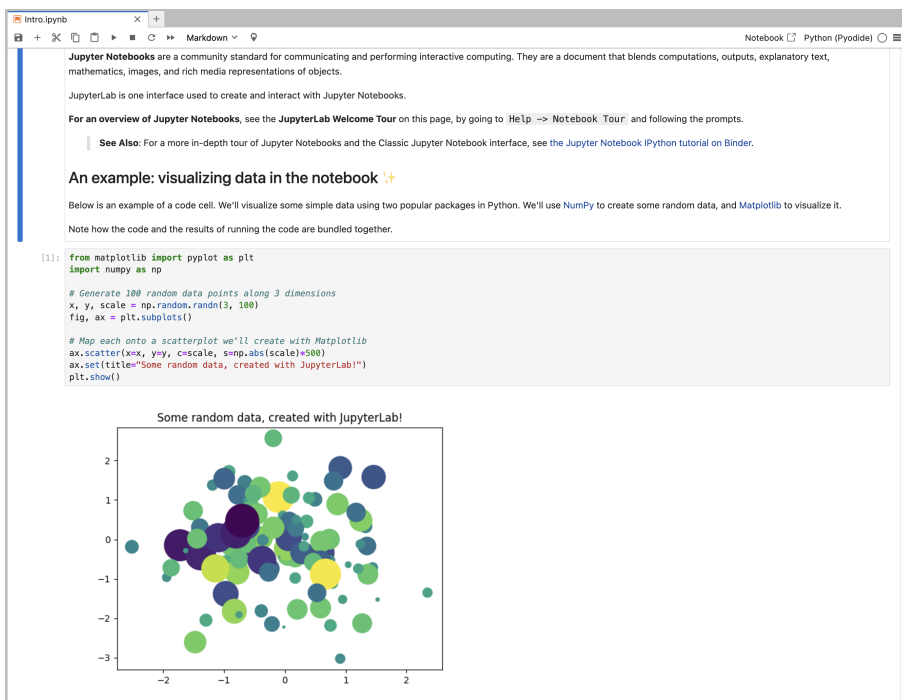 Intro.ipynb
Markdown
Notebook
Python (Pyodide)
Jupyter Notebooks are a community standard for communicating and performing interactive computing. They are a document that blends computations, outputs, explanatory text,
mathematics, images, and rich media representations of objects.
JupyterLab is one interface used to create and interact with Jupyter Notebooks.
For an overview of Jupyter Notebooks, see the JupyterLab Welcome Tour on this page, by going to Help -> Notebook Tour and following the prompts.
See Also: For a more in-depth tour of Jupyter Notebooks and the Classic Jupyter Notebook interface, see the Jupyter Notebook IPython tutorial on Binder.
An example: visualizing data in the notebook ✨
Below is an example of a code cell. We'll visualize some simple data using two popular packages in Python. We'll use NumPy to create some random data, and Matplotlib to visualize it.
Note how the code and the results of running the code are bundled together.
[1]: from matplotlib import pyplot as plt
import numpy as np
# Generate 100 random data points along 3 dimensions
x, y, scale = np.random.randn(3, 100)
fig, ax = plt.subplots()
# Map each onto a scatterplot we'll create with Matplotlib
ax.scatter(x=x, y=y, c=scale, s=np.abs(scale)*500)
ax.set(title="Some random data, created with JupyterLab!")
plt.show()
Some random data, created with JupyterLab!
2
1
0
−1
−2
−3
−2 −1 0 1 2